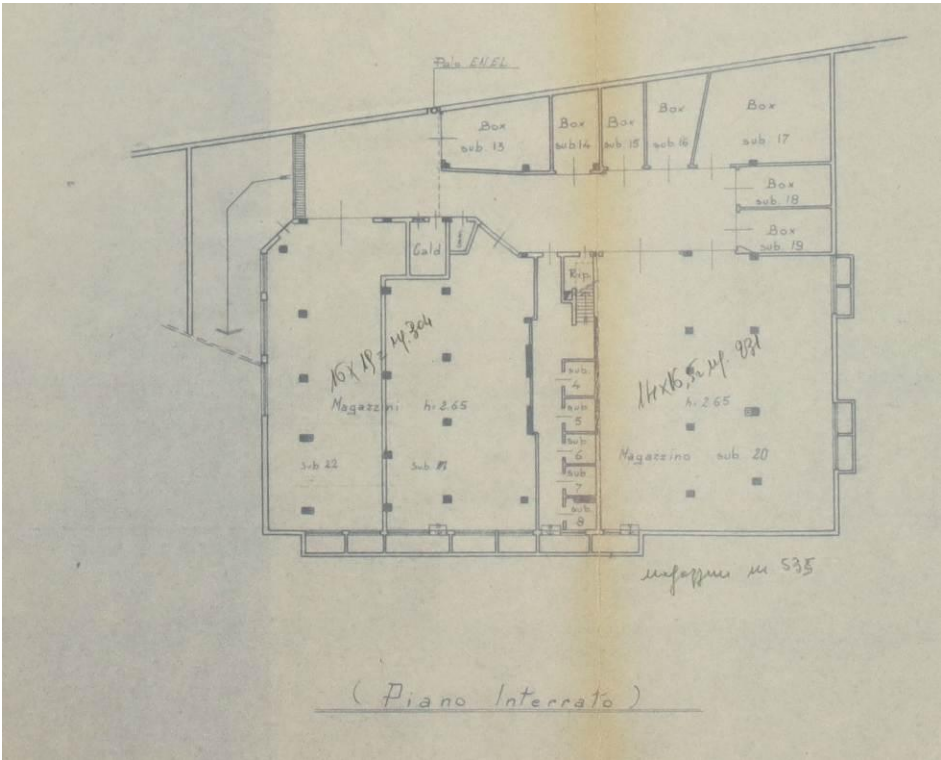 Palo ENEL
Box
sub. 13
Box
sub. 14
Box
sub. 15
Box
sub. 16
Box
sub. 17
Box
sub. 18
Box
sub. 19
Cald
Rip.
16 x 19 = mq. 304
14 x 16,5 = mq. 231
Magazzini h: 2.65
h: 2.65
sub 22
sub.
Magazzino sub 20
sub.
4
sub
5
sub
6
sub
7
sub.
8
535
( Piano Interrato )